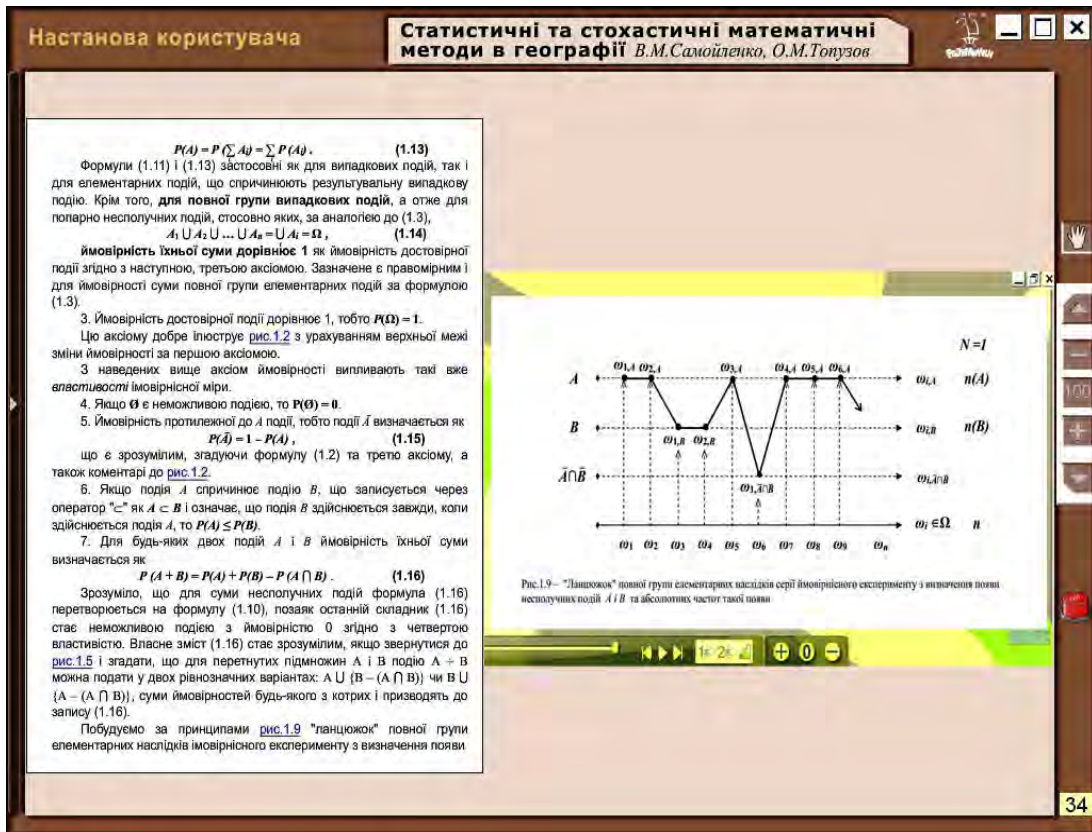 Настанова користувача
Статистичні та стохастичні математичні
методи в географії В.М.Самойленко, О.М.Топузов
P(A) = P (∑ Ai) = ∑ P (Ai) . (1.13)
Формули (1.11) і (1.13) застосовні як для випадкових подій, так і
для елементарних подій, що спричинюють результувальну випадкову
подію. Крім того, для повної групи випадкових подій, а отже для
попарно несполучних подій, стосовно яких, за аналогією до (1.3),
A₁ ⋃ A₂ ⋃ ... ⋃ Aₙ = ⋃ Ai = Ω , (1.14)
ймовірність їхньої суми дорівнює 1 як ймовірність достовірної
події згідно з наступною, третьою аксіомою. Зазначене є правомірним і
для ймовірності суми повної групи елементарних подій за формулою
(1.3).
3. Ймовірність достовірної події дорівнює 1, тобто P(Ω) = 1.
Цю аксіому добре ілюструє рис.1.2 з урахуванням верхньої межі
зміни ймовірності за першою аксіомою.
З наведених вище аксіом ймовірності випливають такі вже
властивості імовірнісної міри.
4. Якщо Ø є неможливою подією, то P(Ø) = 0.
5. Ймовірність протилежної до A події, тобто події Ā визначається як
P(Ā) = 1 – P(A) , (1.15)
що є зрозумілим, згадуючи формулу (1.2) та третю аксіому, а
також коментарі до рис.1.2.
6. Якщо подія A спричинює подію B, що записується через
оператор "⊂" як A ⊂ B і означає, що подія B здійснюється завжди, коли
здійснюється подія A, то P(A) ≤ P(B).
7. Для будь-яких двох подій A і B ймовірність їхньої суми
визначається як
P (A + B) = P(A) + P(B) – P (A ⋂ B) . (1.16)
Зрозуміло, що для суми несполучних подій формула (1.16)
перетворюється на формулу (1.10), позаяк останній складник (1.16)
стає неможливою подією з ймовірністю 0 згідно з четвертою
властивістю. Власне зміст (1.16) стає зрозумілим, якщо звернутися до
рис.1.5 і згадати, що для перетнутих підмножин A і B подію A + B
можна подати у двох рівнозначних варіантах: A ⋃ {B – (A ⋂ B)} чи B ⋃
{A – (A ⋂ B)}, суми ймовірностей будь-якого з котрих і призводять до
запису (1.16).
Побудуємо за принципами рис.1.9 "ланцюжок" повної групи
елементарних наслідків імовірнісного експерименту з визначення появи
N =1
ω1,A ω2,A ω3,A ω4,A ω5,A ω6,A
A ωi,A n(A)
B ωi,B n(B)
ω1,B ω2,B
Ā⋂B̄ ωi,Ā⋂B̄
ω1,Ā⋂B̄
ωi ∈Ω n
ω1 ω2 ω3 ω4 ω5 ω6 ω7 ω8 ω9 ωn
Рис.1.9 – "Ланцюжок" повної групи елементарних наслідків серії ймовірнісного експерименту з визначення появи
несполучних подій A і B та абсолютних частот такої появи
1x 2x
0
100
34